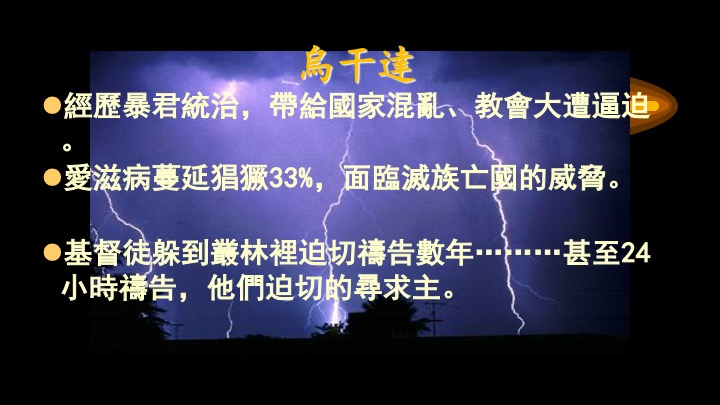 烏干達
經歷暴君統治，帶給國家混亂、教會大遭逼迫
。
愛滋病蔓延猖獗33%，面臨滅族亡國的威脅。
基督徒躲到叢林裡迫切禱告數年………甚至24
小時禱告，他們迫切的尋求主。